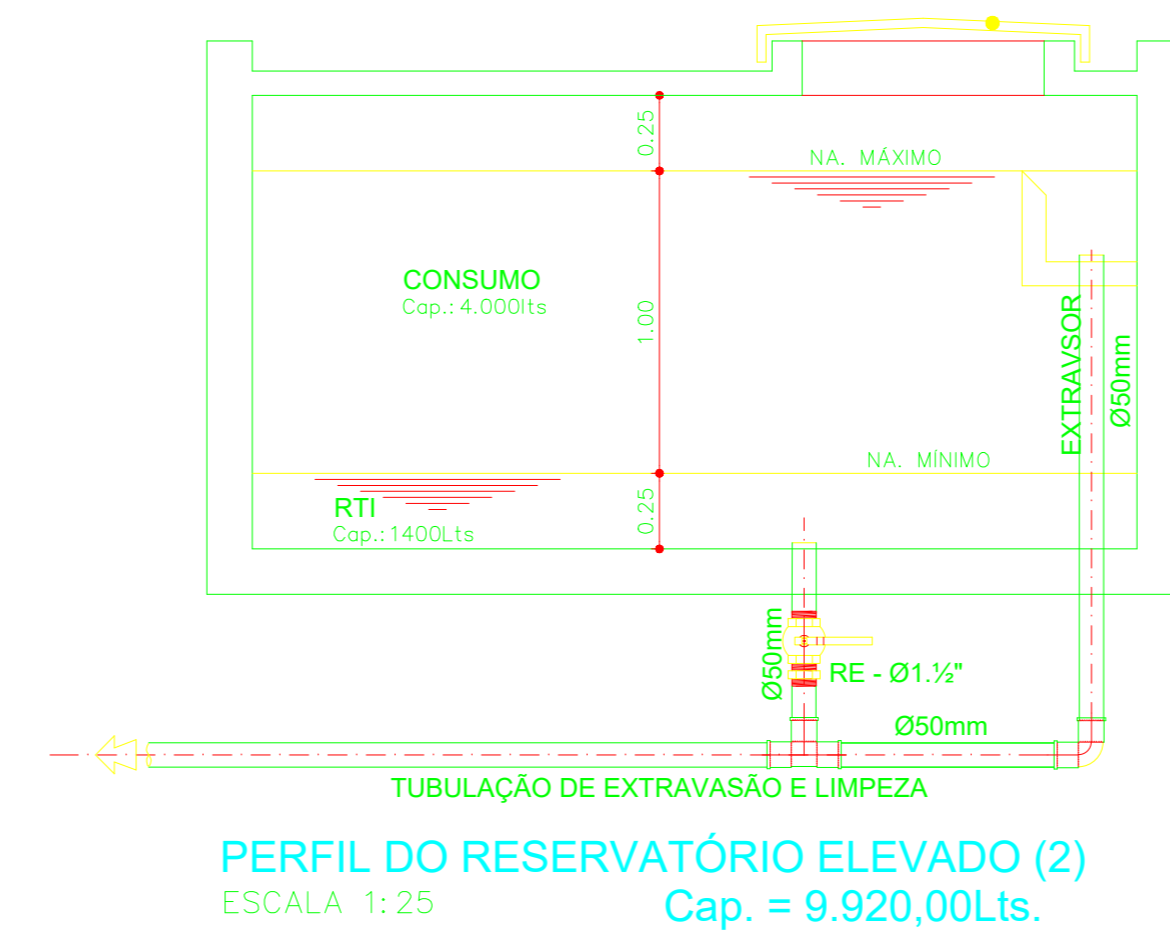 0.25
NA. MÁXIMO
CONSUMO
Cap.: 4.000lts
1.00
EXTRAVSOR
Ø50mm
NA. MÍNIMO
RTI
Cap.:1400Lts
0.25
Ø50mm
RE - Ø1.½"
Ø50mm
TUBULAÇÃO DE EXTRAVASÃO E LIMPEZA
PERFIL DO RESERVATÓRIO ELEVADO (2)
ESCALA 1:25
Cap. = 9.920,00Lts.